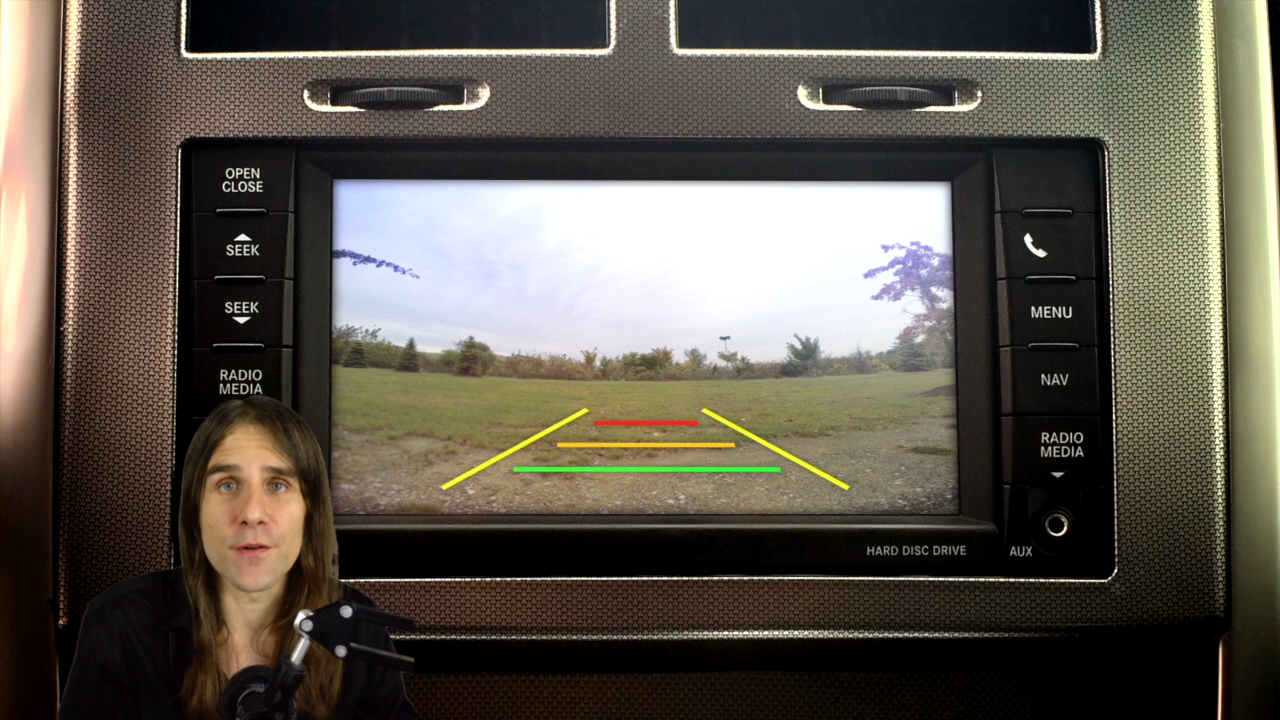 OPEN
CLOSE
SEEK
SEEK
RADIO
MEDIA
MENU
NAV
RADIO
MEDIA
HARD DISC DRIVE
AUX